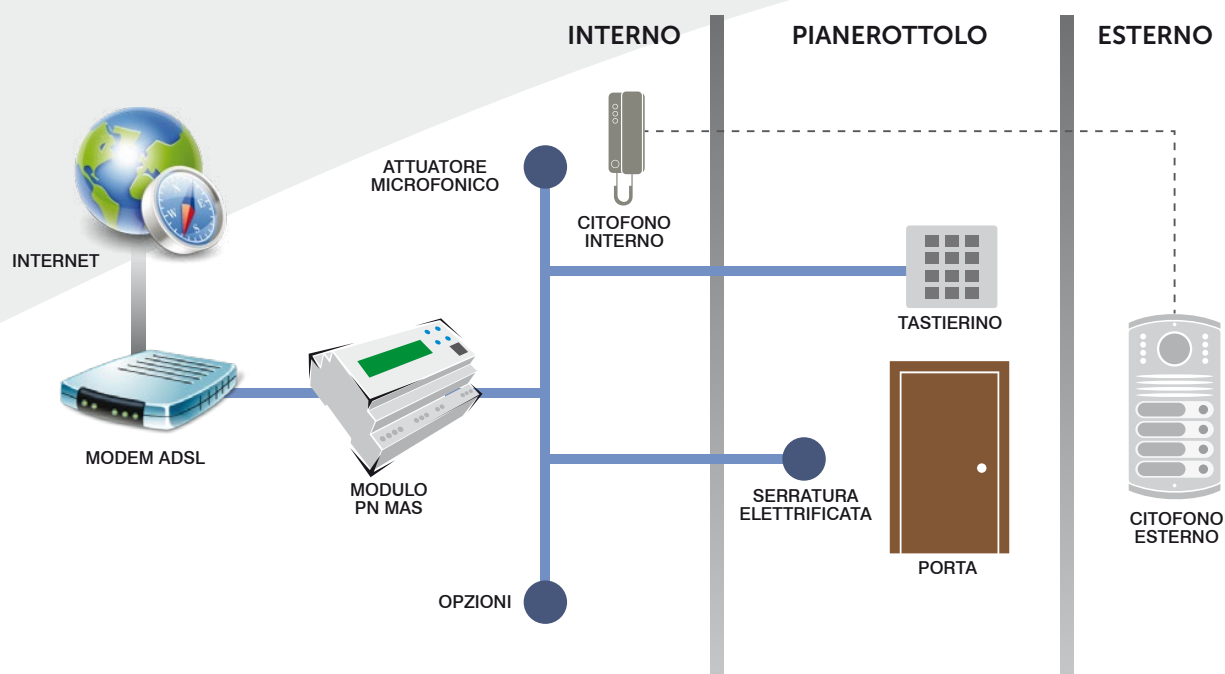 INTERNO
PIANEROTTOLO
ESTERNO
ATTUATORE
MICROFONICO
CITOFONO
INTERNO
INTERNET
TASTIERINO
MODEM ADSL
MODULO
PN MAS
SERRATURA
ELETTRIFICATA
PORTA
CITOFONO
ESTERNO
OPZIONI